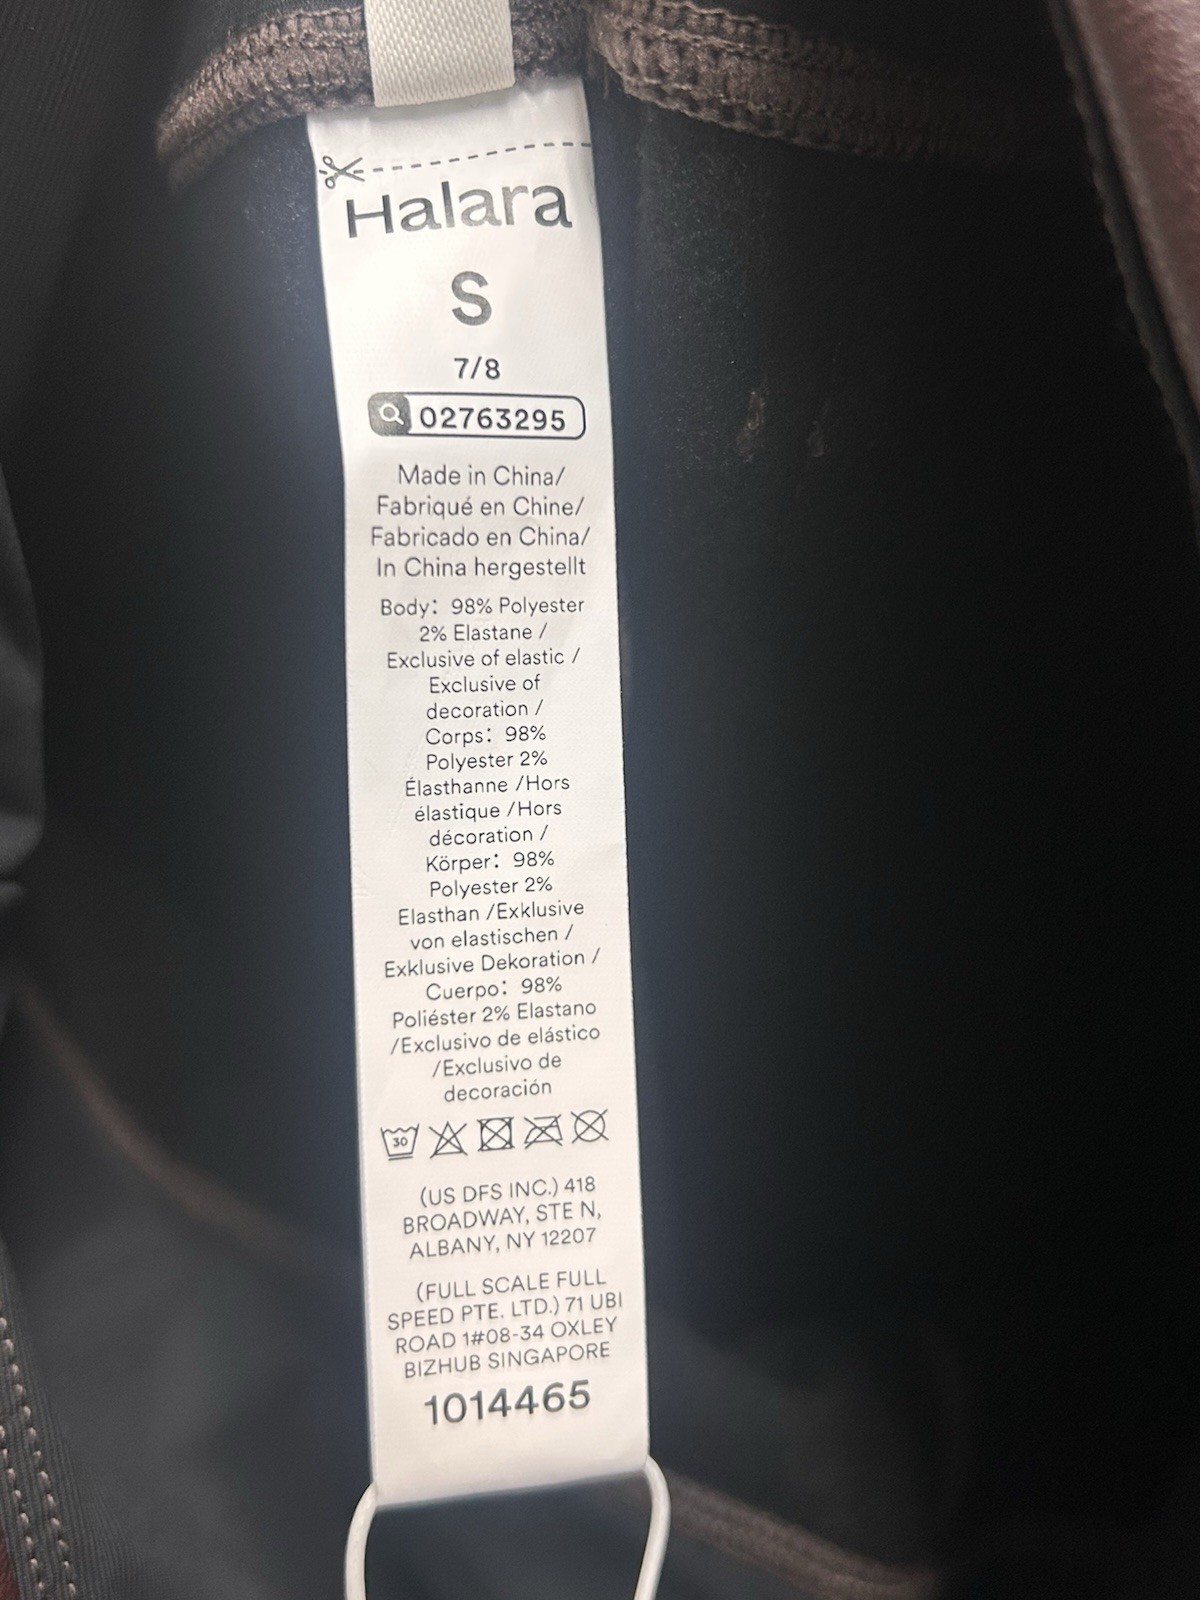 Halara
S
7/8
02763295
Made in China/
Fabriqué en Chine/
Fabricado en China/
In China hergestellt
Body: 98% Polyester
2% Elastane /
Exclusive of elastic /
Exclusive of
decoration /
Corps: 98%
Polyester 2%
Élasthanne /Hors
élastique /Hors
décoration /
Körper: 98%
Polyester 2%
Elasthan /Exklusive
von elastischen /
Exklusive Dekoration /
Cuerpo: 98%
Poliéster 2% Elastano
/Exclusivo de elástico
/Exclusivo de
decoración
30
(US DFS INC.) 418
BROADWAY, STE N,
ALBANY, NY 12207
(FULL SCALE FULL
SPEED PTE. LTD.) 71 UBI
ROAD 1#08-34 OXLEY
BIZHUB SINGAPORE
1014465